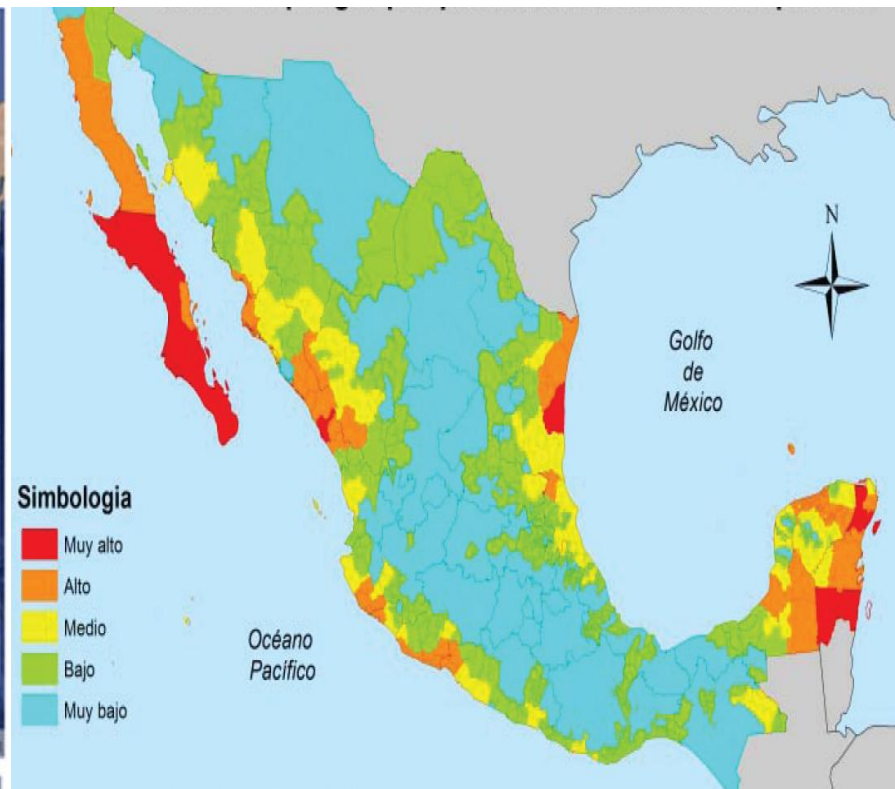 N
Golfo
de
México
Simbologia
Muy alto
Alto
Medio
Bajo
Muy bajo
Océano
Pacífico